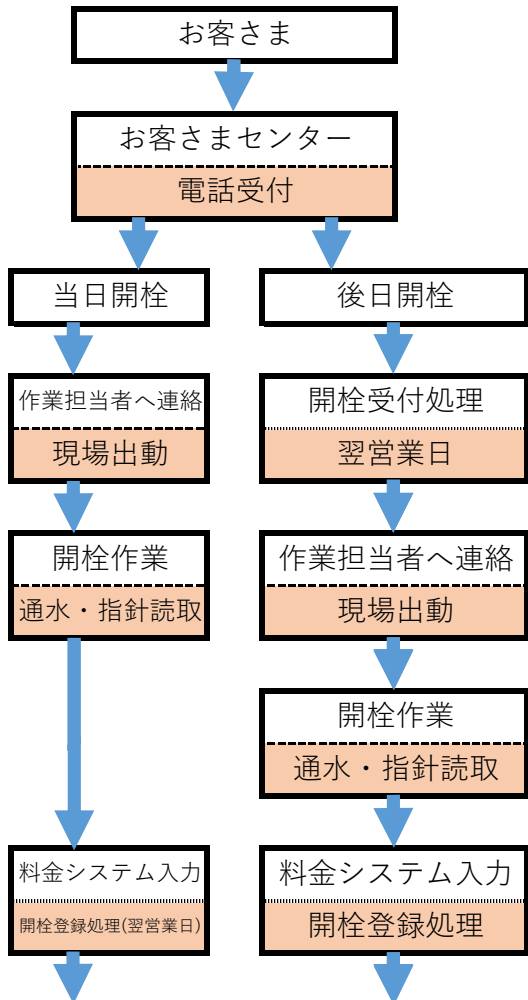 お客さま
お客さまセンター
電話受付
当日開栓
作業担当者へ連絡
現場出動
開栓作業
通水・指針読取
料金システム入力
開栓登録処理(翌営業日)
後日開栓
開栓受付処理
翌営業日
作業担当者へ連絡
現場出動
開栓作業
通水・指針読取
料金システム入力
開栓登録処理